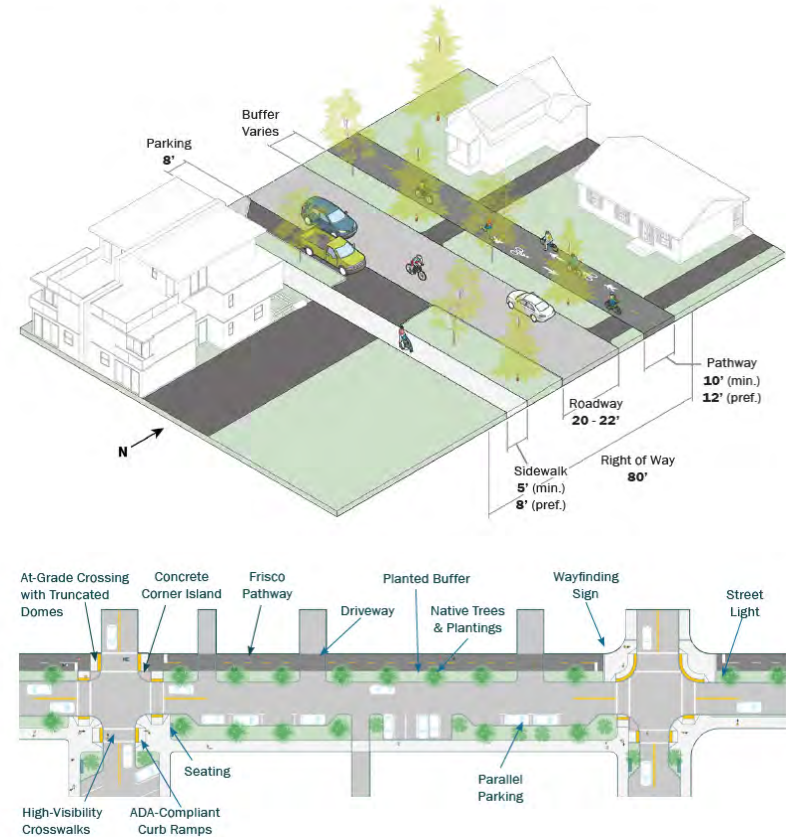 Buffer
Varies
Parking
8'
Pathway
10' (min.)
12' (pref.)
Roadway
20 - 22'
N
Right of Way
80'
Sidewalk
5' (min.)
8' (pref.)
At-Grade Crossing
with Truncated
Domes
Concrete
Corner Island
Frisco
Pathway
Driveway
Planted Buffer
Native Trees
& Plantings
Wayfinding
Sign
Street
Light
Seating
Parallel
Parking
High-Visibility
Crosswalks
ADA-Compliant
Curb Ramps